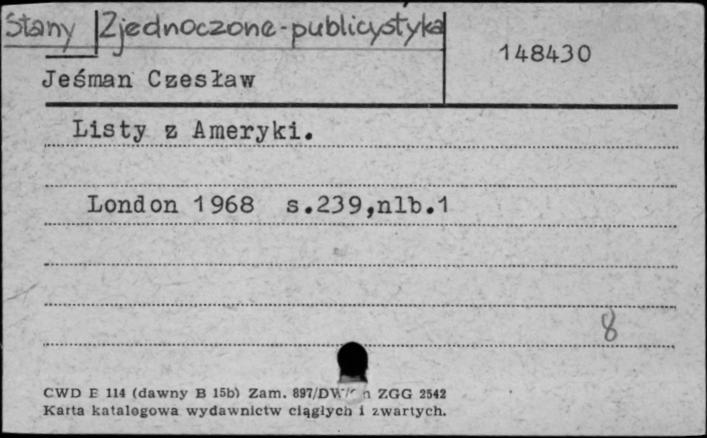 Stany Zjednoczone-publicystyka
148430
Jeśman Czesław
Listy z Ameryki.
London 1968 s.239,nlb.1
8
CWD E 114 (dawny B 15b) Zam. 897/DW ZGG 2542
Karta katalogowa wydawnictw ciągłych i zwartych.